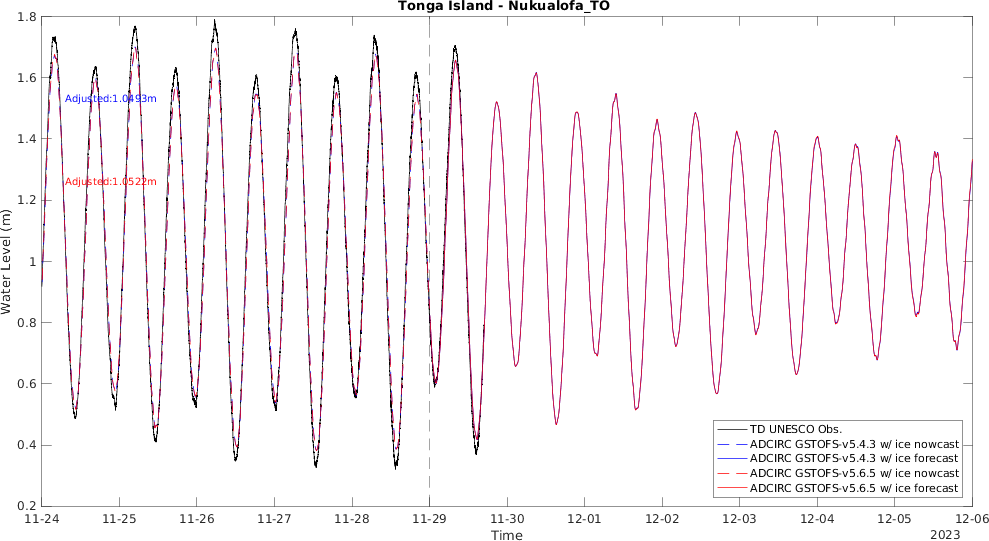 Tonga Island - Nukualofa_TO
1.8
1.6
1.4
1.2
1
0.8
0.6
0.4
0.2
Water Level (m)
Adjusted:1.0493m
Adjusted:1.0522m
TD UNESCO Obs.
ADCIRC GSTOFS-v5.4.3 w/ ice nowcast
ADCIRC GSTOFS-v5.4.3 w/ ice forecast
ADCIRC GSTOFS-v5.6.5 w/ ice nowcast
ADCIRC GSTOFS-v5.6.5 w/ ice forecast
11-24 11-25 11-26 11-27 11-28 11-29 11-30 12-01 12-02 12-03 12-04 12-05 12-06
Time
2023